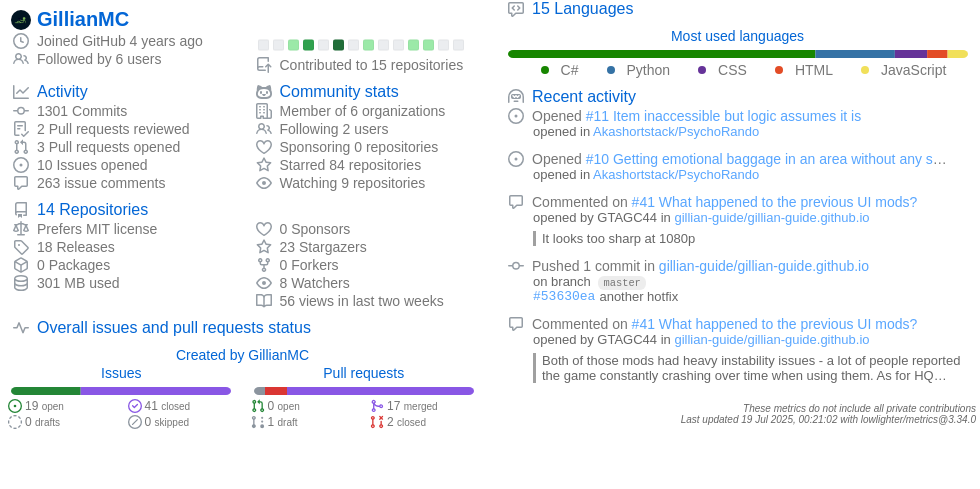 GillianMC
Joined GitHub 4 years ago
Followed by 6 users
Contributed to 15 repositories
Activity
1301 Commits
2 Pull requests reviewed
3 Pull requests opened
10 Issues opened
263 issue comments
Community stats
Member of 6 organizations
Following 2 users
Sponsoring 0 repositories
Starred 84 repositories
Watching 9 repositories
14 Repositories
Prefers MIT license
18 Releases
0 Packages
301 MB used
0 Sponsors
23 Stargazers
0 Forkers
8 Watchers
56 views in last two weeks
Overall issues and pull requests status
Created by GillianMC
Issues
19 open
41 closed
0 drafts
0 skipped
Pull requests
0 open
17 merged
1 draft
2 closed
15 Languages
Most used languages
C# Python CSS HTML JavaScript
Recent activity
Opened #11 Item inaccessible but logic assumes it is
opened in Akashortstack/PsychoRando
Opened #10 Getting emotional baggage in an area without any s…
opened in Akashortstack/PsychoRando
Commented on #41 What happened to the previous UI mods?
opened by GTAGC44 in gillian-guide/gillian-guide.github.io
It looks too sharp at 1080p
Pushed 1 commit in gillian-guide/gillian-guide.github.io
on branch master
#53630ea another hotfix
Commented on #41 What happened to the previous UI mods?
opened by GTAGC44 in gillian-guide/gillian-guide.github.io
Both of those mods had heavy instability issues - a lot of people reported
the game constantly crashing over time when using them. As for HQ…
These metrics do not include all private contributions
Last updated 19 Jul 2025, 00:21:02 with lowlighter/metrics@3.34.0